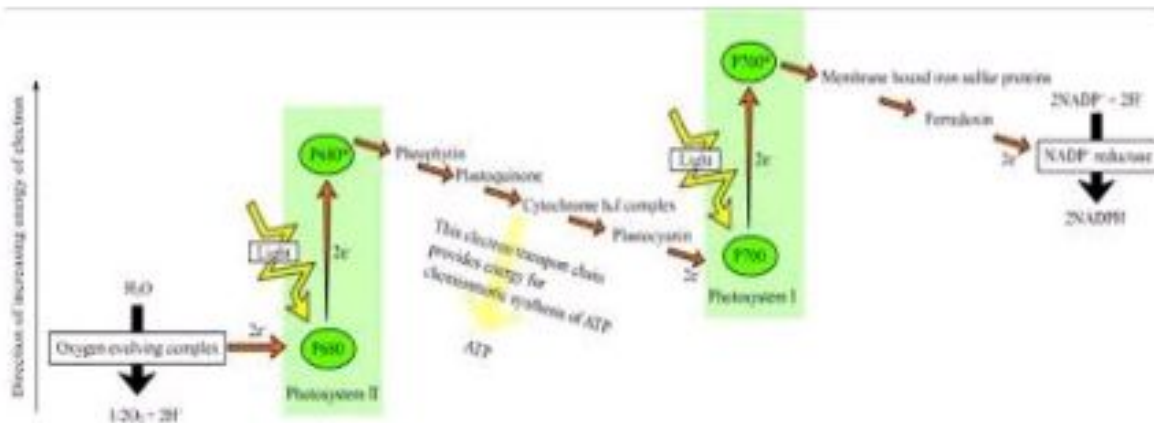 Direction of increasing energy of electron
H₂O
Oxygen evolving complex
1/2O₂ + 2H⁺
2e⁻
Light
P680*
2e⁻
P680
Photosystem II
Pheophytin
Plastoquinone
Cytochrome b₆f complex
Plastocyanin
This electron transport chain
provides energy for
chemiosmotic synthesis of ATP
ATP
2e⁻
Light
P700*
2e⁻
P700
Photosystem I
Membrane bound iron sulfur proteins
Ferredoxin
2e⁻
2NADP⁺ + 2H⁺
NADP⁺ reductase
2NADPH